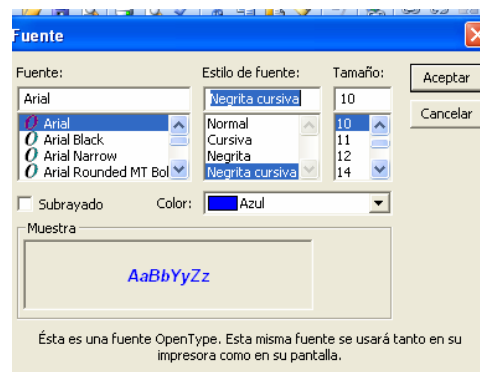 Fuente
Fuente:
Estilo de fuente:
Tamaño:
Arial
Negrita cursiva
10
Aceptar
Cancelar
Arial
Arial Black
Arial Narrow
Arial Rounded MT Bol
Normal
Cursiva
Negrita
Negrita cursiva
10
11
12
14
Subrayado
Color:
Azul
Muestra
AaBbYyZz
Ésta es una fuente OpenType. Esta misma fuente se usará tanto en su
impresora como en su pantalla.